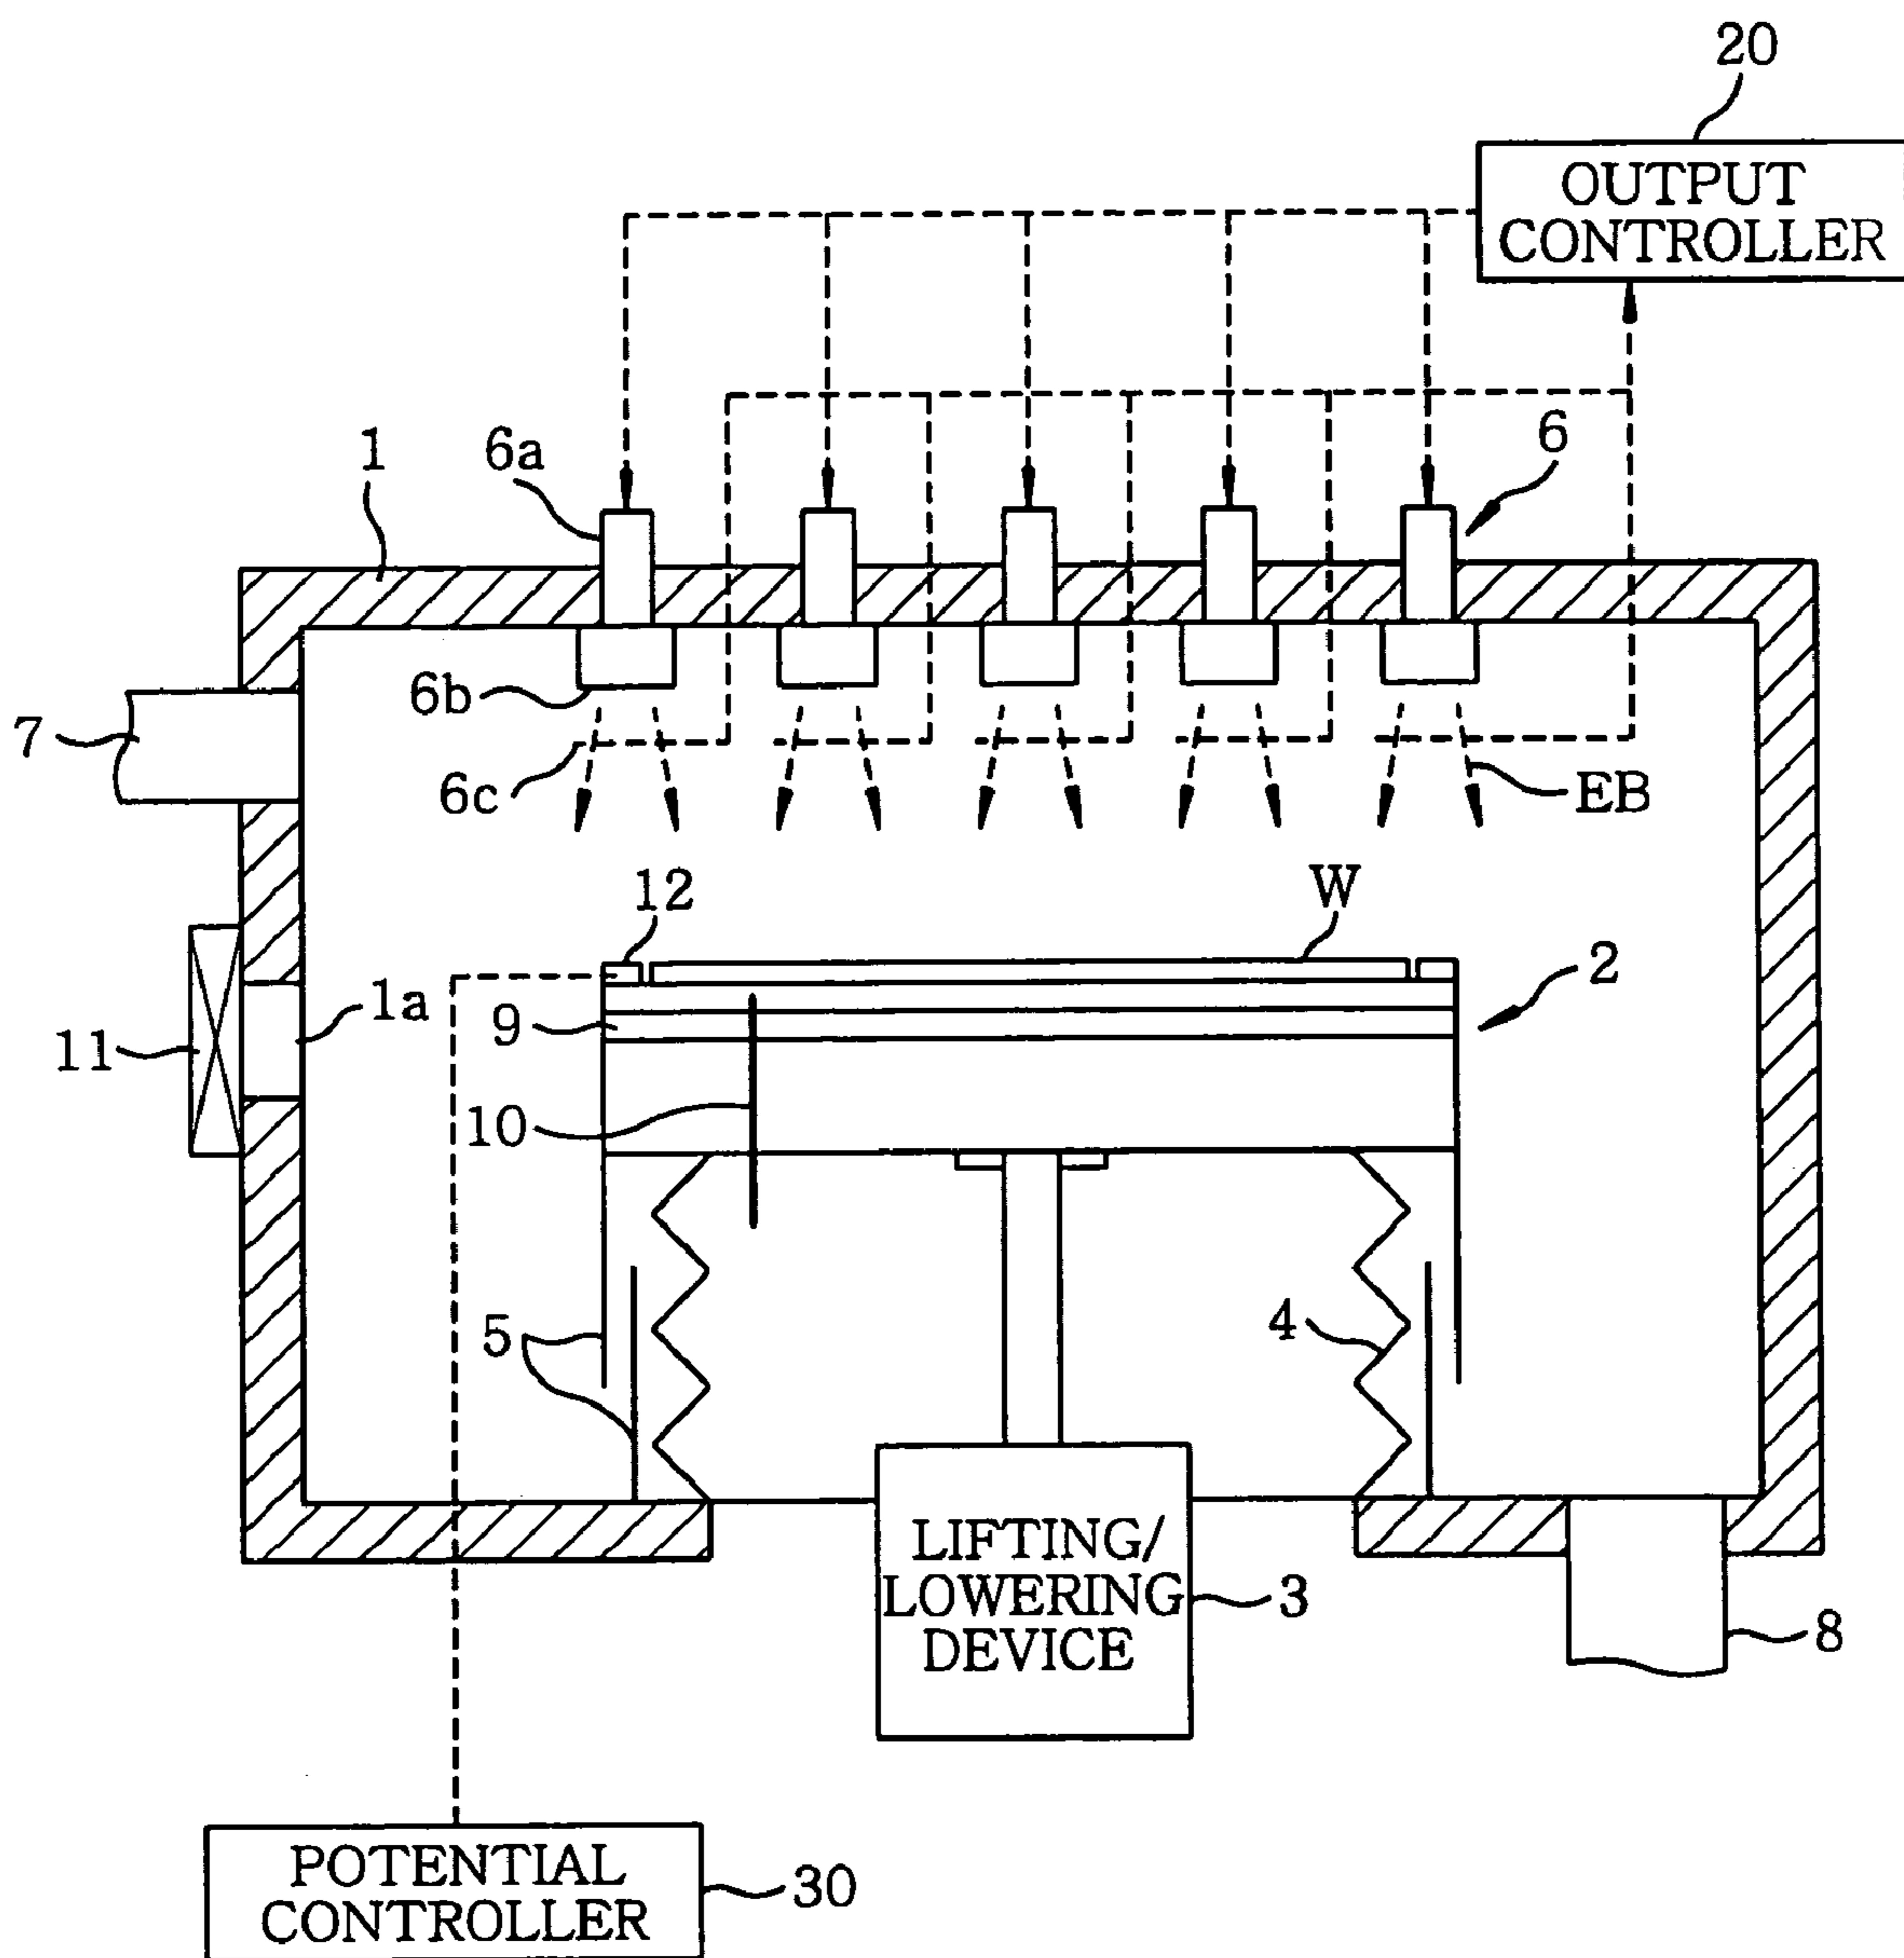 20
OUTPUT
CONTROLLER
1
6a
6
6b
7
6c
EB
12
W
2
1a
9
11
10
5
4
LIFTING/
LOWERING
DEVICE
3
8
POTENTIAL
CONTROLLER
30